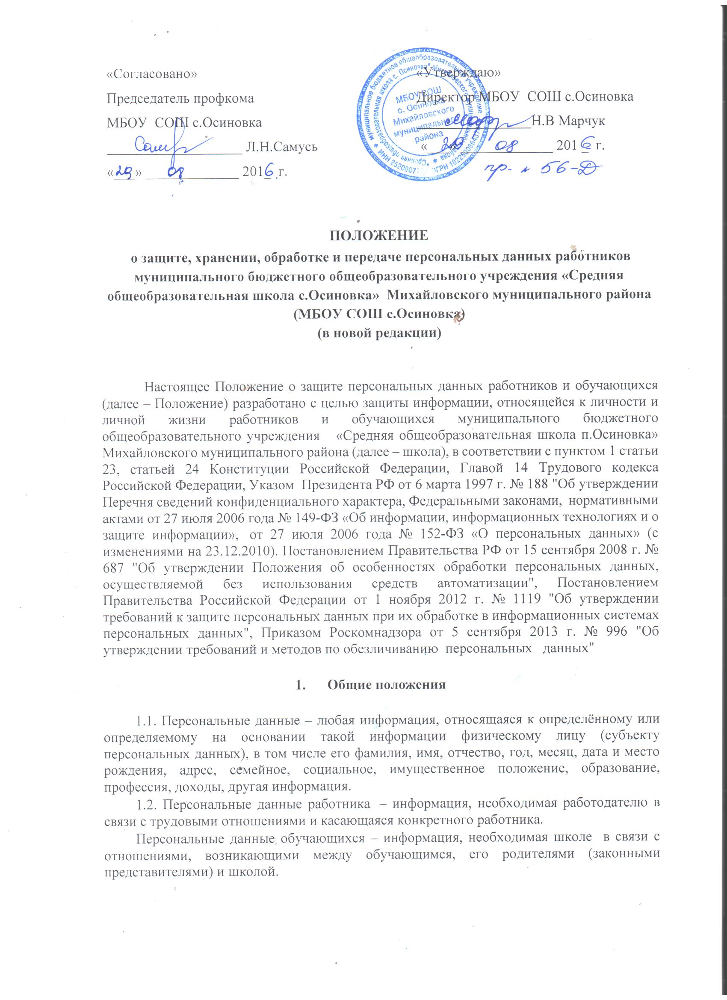 «Согласовано»
Председатель профкома
МБОУ СОШ с.Осиновка
____________________ Л.Н.Самусь
«29» 08 2016 г.
«Утверждаю»
Директор МБОУ СОШ с.Осиновка
Н.В Марчук
« » 08 2016 г.
пр. № 56-Д
МБОУ СОШ
с. Осиновка
Михайловского
муниципального
района
ПОЛОЖЕНИЕ
о защите, хранении, обработке и передаче персональных данных работников
муниципального бюджетного общеобразовательного учреждения «Средняя
общеобразовательная школа с.Осиновка» Михайловского муниципального района
(МБОУ СОШ с.Осиновка)
(в новой редакции)
Настоящее Положение о защите персональных данных работников и обучающихся
(далее – Положение) разработано с целью защиты информации, относящейся к личности и
личной жизни работников и обучающихся муниципального бюджетного
общеобразовательного учреждения «Средняя общеобразовательная школа п.Осиновка»
Михайловского муниципального района (далее – школа), в соответствии с пунктом 1 статьи
23, статьей 24 Конституции Российской Федерации, Главой 14 Трудового кодекса
Российской Федерации, Указом Президента РФ от 6 марта 1997 г. № 188 "Об утверждении
Перечня сведений конфиденциального характера, Федеральными законами, нормативными
актами от 27 июля 2006 года № 149-ФЗ «Об информации, информационных технологиях и о
защите информации», от 27 июля 2006 года № 152-ФЗ «О персональных данных» (с
изменениями на 23.12.2010). Постановлением Правительства РФ от 15 сентября 2008 г. №
687 "Об утверждении Положения об особенностях обработки персональных данных,
осуществляемой без использования средств автоматизации", Постановлением
Правительства Российской Федерации от 1 ноября 2012 г. № 1119 "Об утверждении
требований к защите персональных данных при их обработке в информационных системах
персональных данных", Приказом Роскомнадзора от 5 сентября 2013 г. № 996 "Об
утверждении требований и методов по обезличиванию персональных данных"
1. Общие положения
1.1. Персональные данные – любая информация, относящаяся к определённому или
определяемому на основании такой информации физическому лицу (субъекту
персональных данных), в том числе его фамилия, имя, отчество, год, месяц, дата и место
рождения, адрес, семейное, социальное, имущественное положение, образование,
профессия, доходы, другая информация.
1.2. Персональные данные работника – информация, необходимая работодателю в
связи с трудовыми отношениями и касающаяся конкретного работника.
Персональные данные обучающихся – информация, необходимая школе в связи с
отношениями, возникающими между обучающимся, его родителями (законными
представителями) и школой.